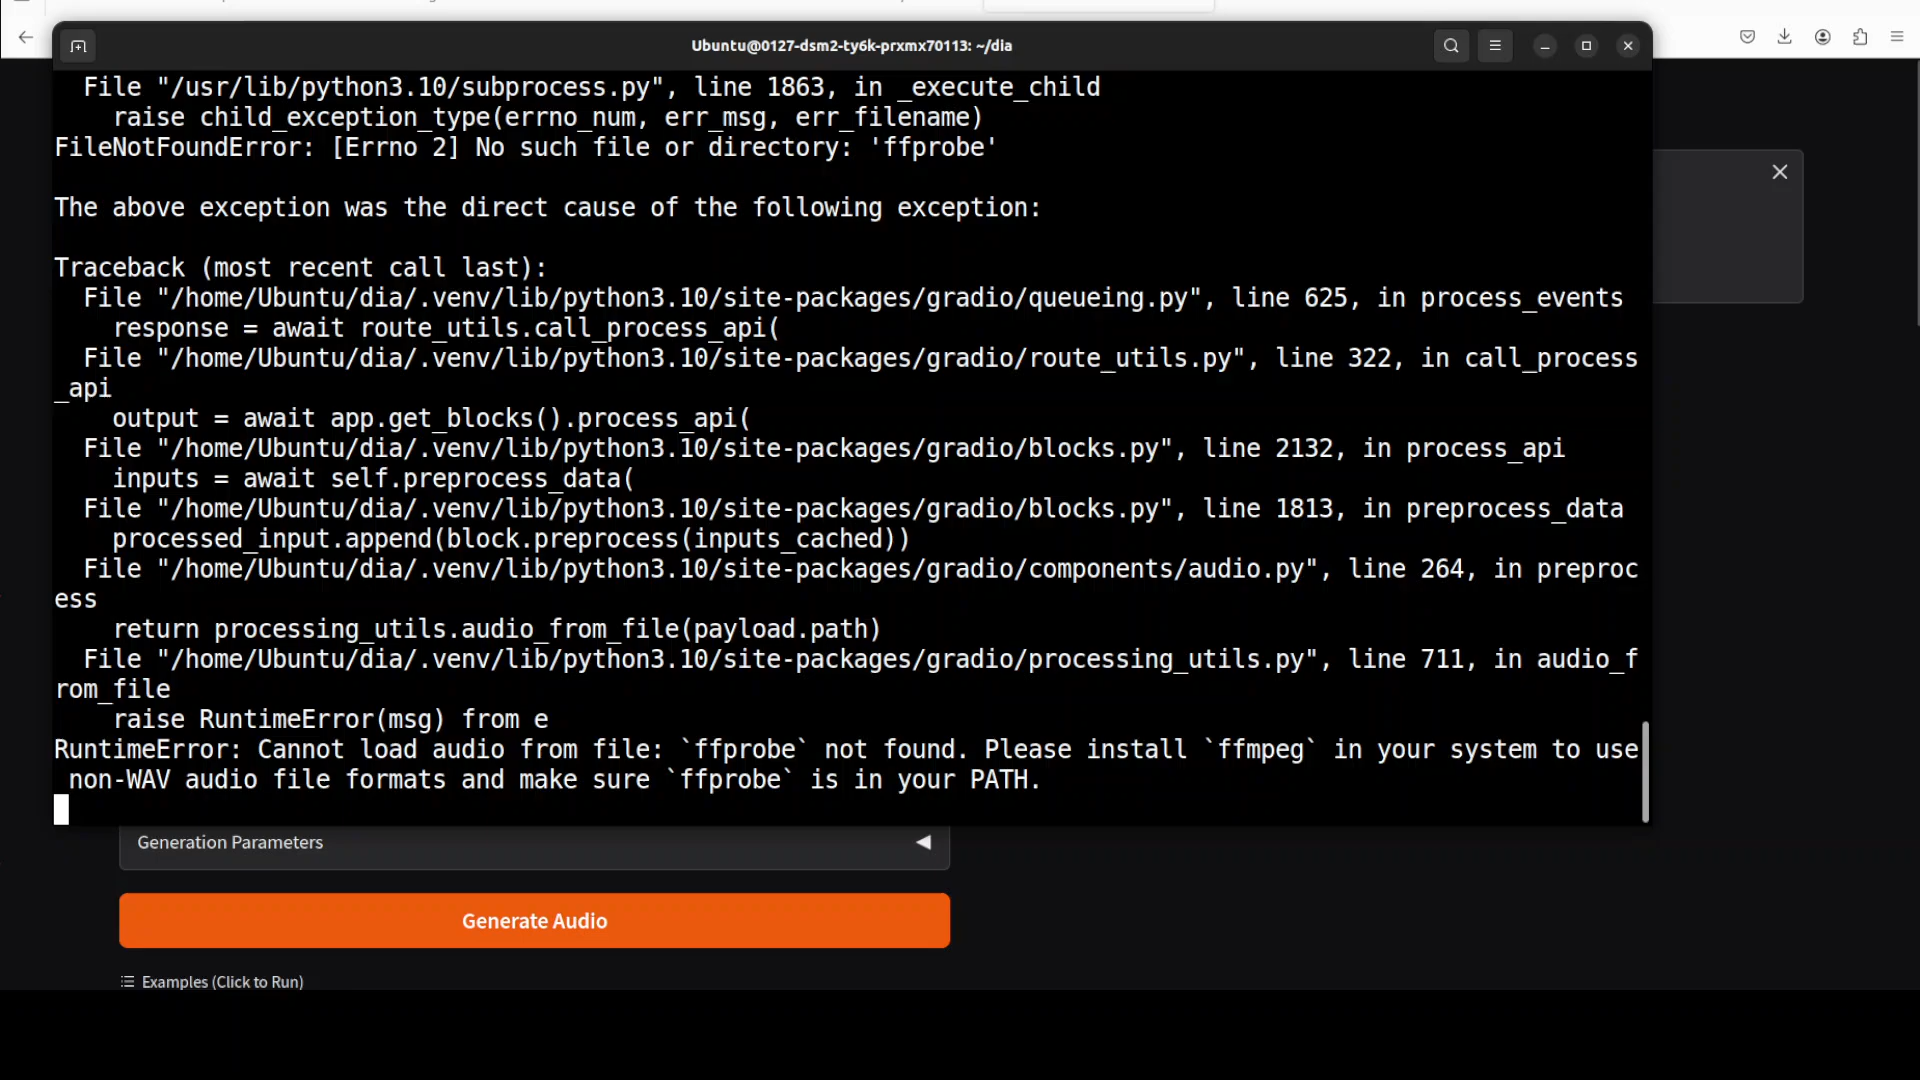 Ubuntu@0127-dsm2-ty6k-prxmx70113: ~/dia
File "/usr/lib/python3.10/subprocess.py", line 1863, in _execute_child
raise child_exception_type(errno_num, err_msg, err_filename)
FileNotFoundError: [Errno 2] No such file or directory: 'ffprobe'
The above exception was the direct cause of the following exception:
Traceback (most recent call last):
File "/home/Ubuntu/dia/.venv/lib/python3.10/site-packages/gradio/queueing.py", line 625, in process_events
response = await route_utils.call_process_api(
File "/home/Ubuntu/dia/.venv/lib/python3.10/site-packages/gradio/route_utils.py", line 322, in call_process
_api
output = await app.get_blocks().process_api(
File "/home/Ubuntu/dia/.venv/lib/python3.10/site-packages/gradio/blocks.py", line 2132, in process_api
inputs = await self.preprocess_data(
File "/home/Ubuntu/dia/.venv/lib/python3.10/site-packages/gradio/blocks.py", line 1813, in preprocess_data
processed_input.append(block.preprocess(inputs_cached))
File "/home/Ubuntu/dia/.venv/lib/python3.10/site-packages/gradio/components/audio.py", line 264, in preproc
ess
return processing_utils.audio_from_file(payload.path)
File "/home/Ubuntu/dia/.venv/lib/python3.10/site-packages/gradio/processing_utils.py", line 711, in audio_f
rom_file
raise RuntimeError(msg) from e
RuntimeError: Cannot load audio from file: `ffprobe` not found. Please install `ffmpeg` in your system to use
non-WAV audio file formats and make sure `ffprobe` is in your PATH.
Generation Parameters
Generate Audio
Examples (Click to Run)